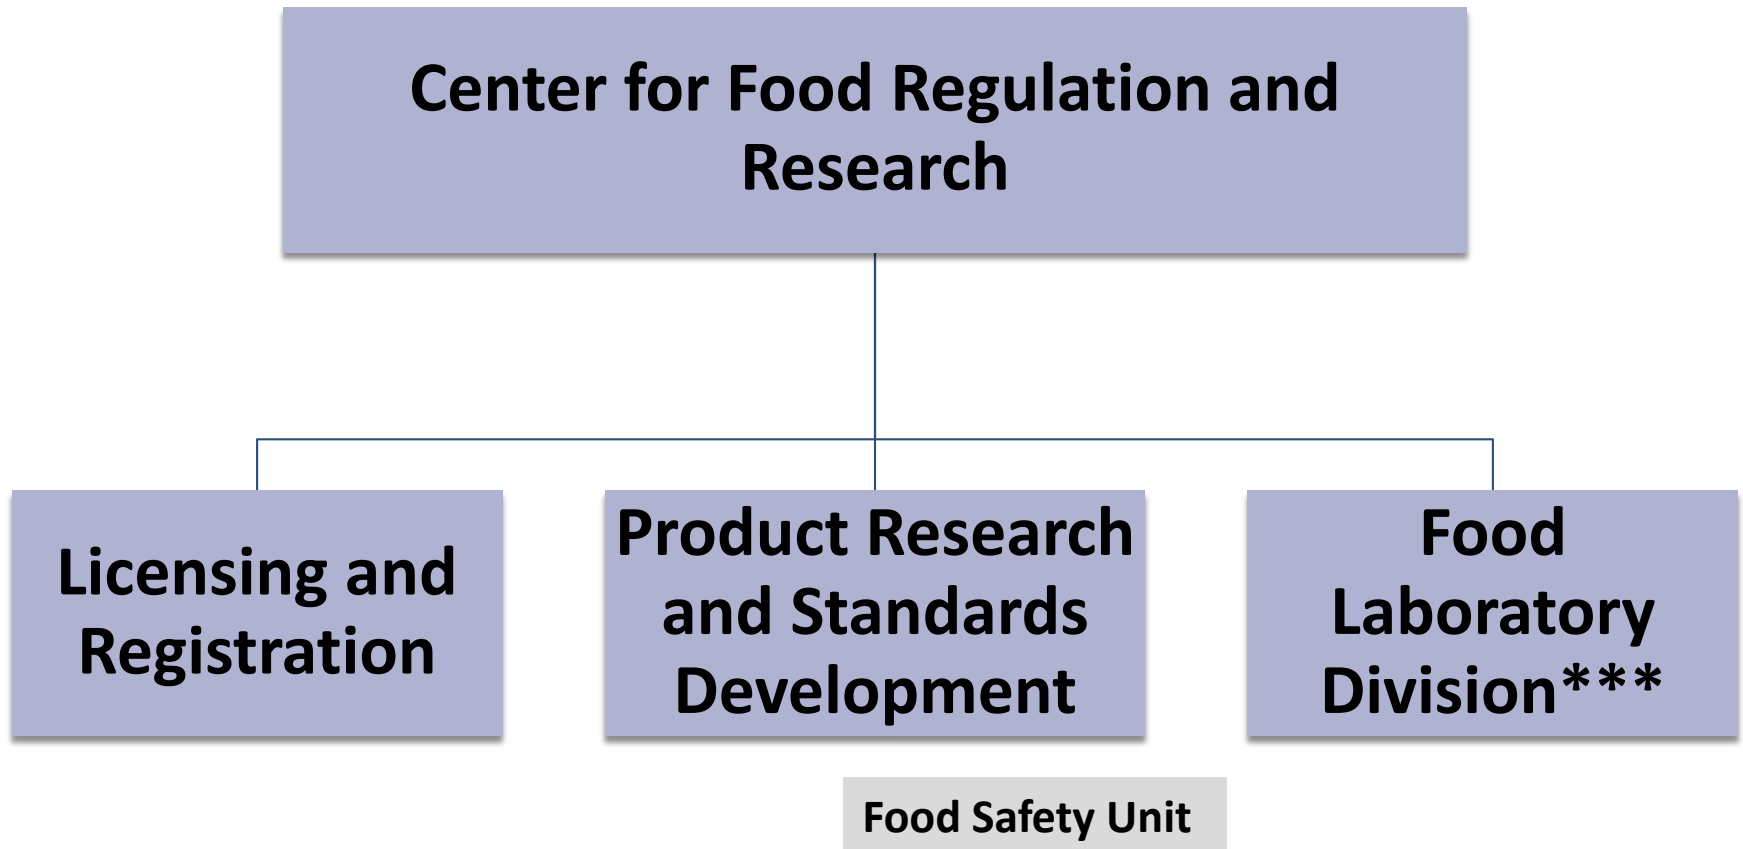 Center for Food Regulation and
Research
Licensing and
Registration
Product Research
and Standards
Development
Food
Laboratory
Division***
Food Safety Unit